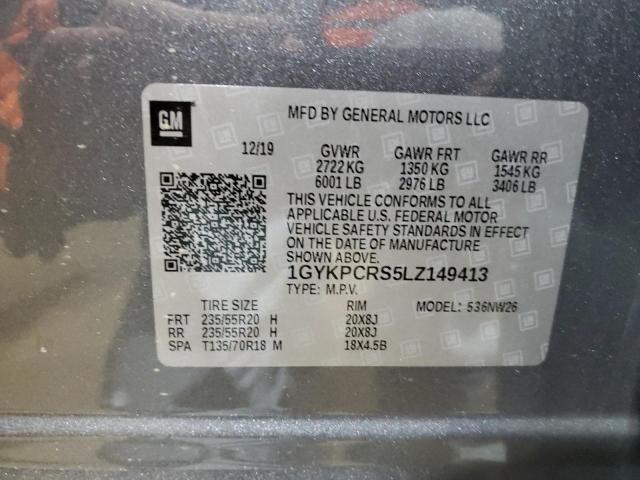 GM
MFD BY GENERAL MOTORS LLC
12/19 GVWR GAWR FRT GAWR RR
2722 KG 1350 KG 1545 KG
6001 LB 2976 LB 3406 LB
THIS VEHICLE CONFORMS TO ALL
APPLICABLE U.S. FEDERAL MOTOR
VEHICLE SAFETY STANDARDS IN EFFECT
ON THE DATE OF MANUFACTURE
SHOWN ABOVE.
1GYKPCRS5LZ149413
TYPE: M.P.V.
TIRE SIZE RIM MODEL: 536NW26
FRT 235/55R20 H 20X8J
RR 235/55R20 H 20X8J
SPA T135/70R18 M 18X4.5B